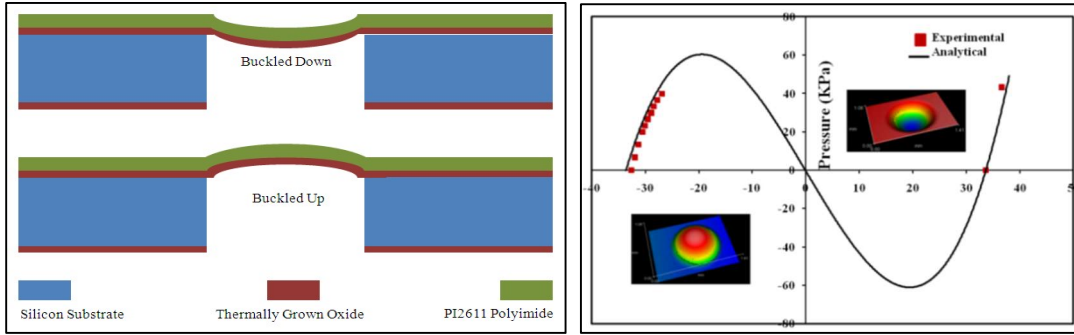 Buckled Down
Buckled Up
Silicon Substrate
Thermally Grown Oxide
PI2611 Polyimide
80
60
40
20
0
-20
-40
-60
-80
-40
-30
-20
-10
0
10
20
30
40
50
Pressure (KPa)
Experimental
Analytical